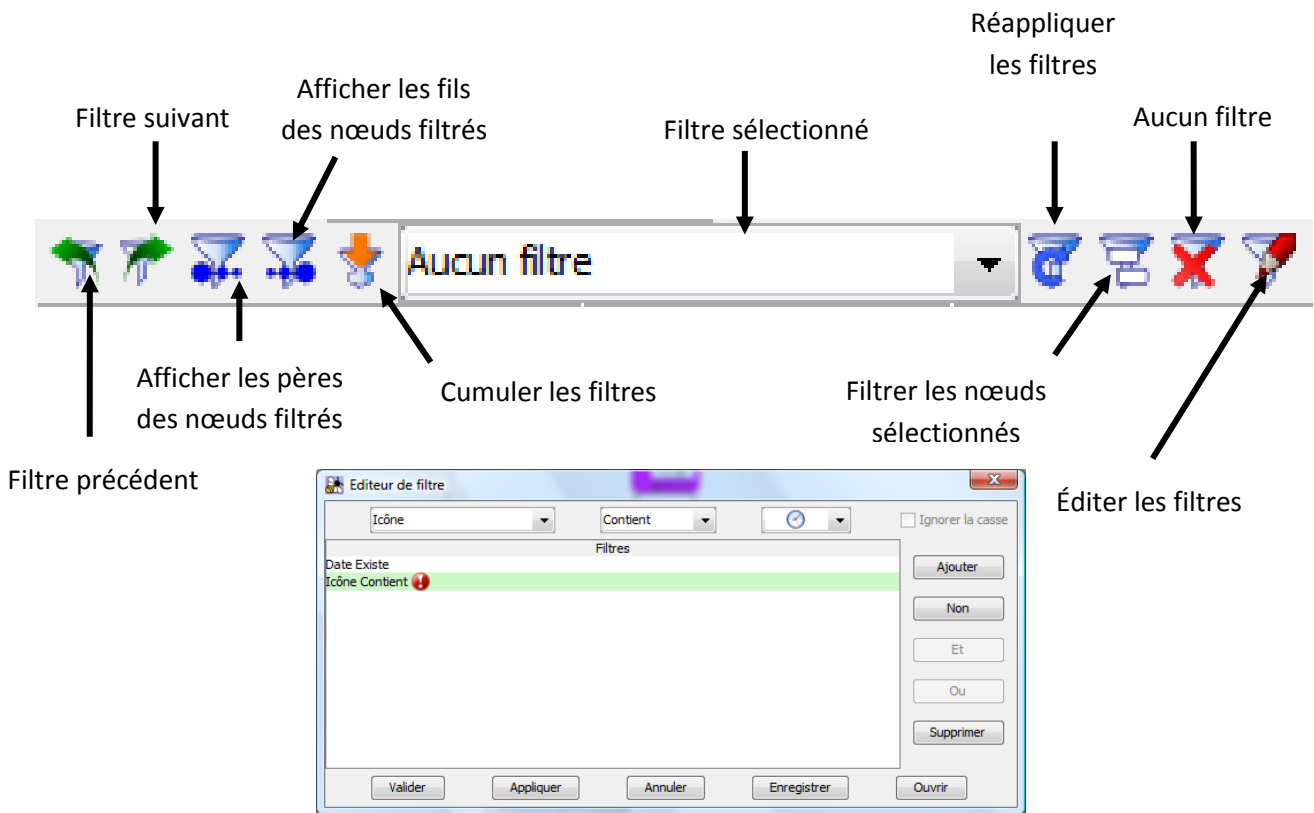 Réappliquer
les filtres
Afficher les fils
des nœuds filtrés
Filtre suivant
Filtre sélectionné
Aucun filtre
Aucun filtre
Afficher les pères
des nœuds filtrés
Cumuler les filtres
Filtrer les nœuds
sélectionnés
Filtre précédent
Éditer les filtres
Editeur de filtre
Icône
Contient
Ignorer la casse
Filtres
Date Existe
Icône Contient
Ajouter
Non
Et
Ou
Supprimer
Valider
Appliquer
Annuler
Enregistrer
Ouvrir